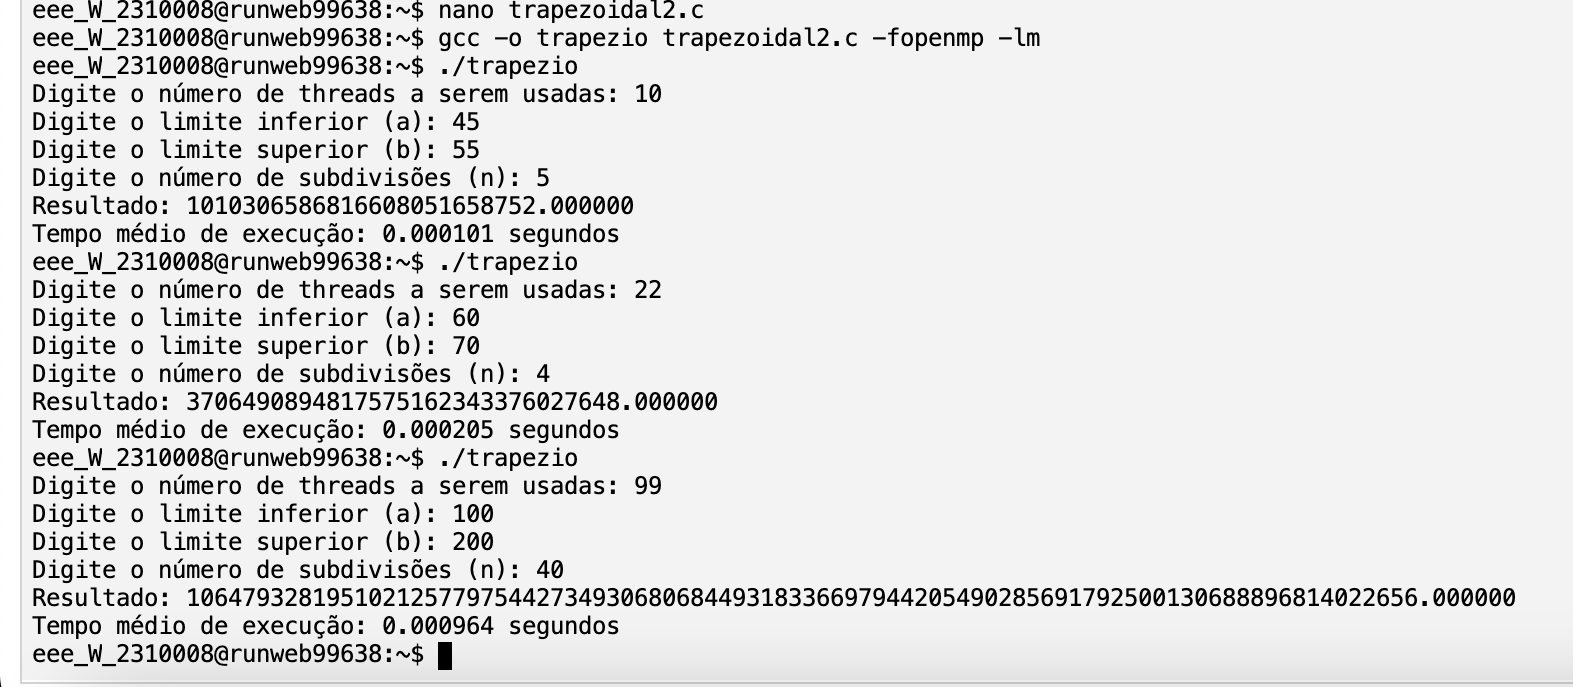 eee_W_2310008@runweb99638:~$ nano trapezoidal2.c
eee_W_2310008@runweb99638:~$ gcc -o trapezio trapezoidal2.c -fopenmp -lm
eee_W_2310008@runweb99638:~$ ./trapezio
Digite o número de threads a serem usadas: 10
Digite o limite inferior (a): 45
Digite o limite superior (b): 55
Digite o número de subdivisões (n): 5
Resultado: 1010306586816608051658752.000000
Tempo médio de execução: 0.000101 segundos
eee_W_2310008@runweb99638:~$ ./trapezio
Digite o número de threads a serem usadas: 22
Digite o limite inferior (a): 60
Digite o limite superior (b): 70
Digite o número de subdivisões (n): 4
Resultado: 3706490894817575162343376027648.000000
Tempo médio de execução: 0.000205 segundos
eee_W_2310008@runweb99638:~$ ./trapezio
Digite o número de threads a serem usadas: 99
Digite o limite inferior (a): 100
Digite o limite superior (b): 200
Digite o número de subdivisões (n): 40
Resultado: 1064793281951021257797544273493068068449318336697944205490285691792500130688896814022656.000000
Tempo médio de execução: 0.000964 segundos
eee_W_2310008@runweb99638:~$